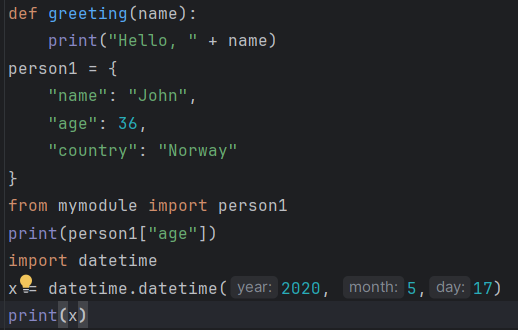 def greeting(name):
    print("Hello, " + name)
person1 = {
    "name": "John",
    "age": 36,
    "country": "Norway"
}
from mymodule import person1
print(person1["age"])
import datetime
x = datetime.datetime( year: 2020, month: 5, day: 17)
print(x)